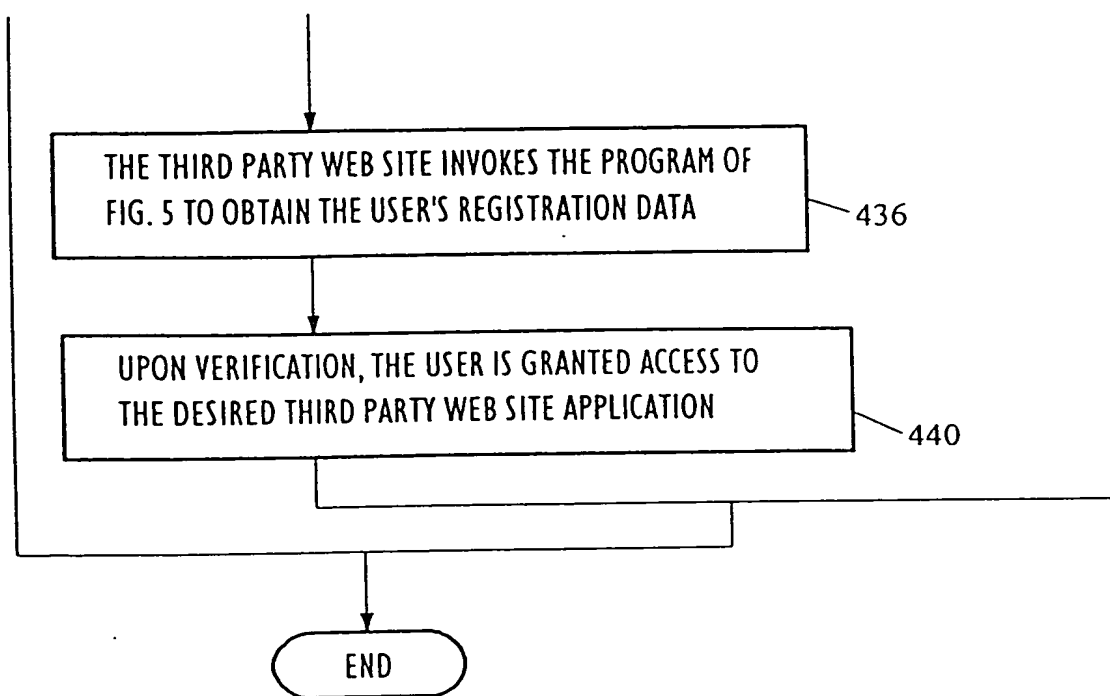 THE THIRD PARTY WEB SITE INVOKES THE PROGRAM OF
FIG. 5 TO OBTAIN THE USER'S REGISTRATION DATA
436
UPON VERIFICATION, THE USER IS GRANTED ACCESS TO
THE DESIRED THIRD PARTY WEB SITE APPLICATION
440
END